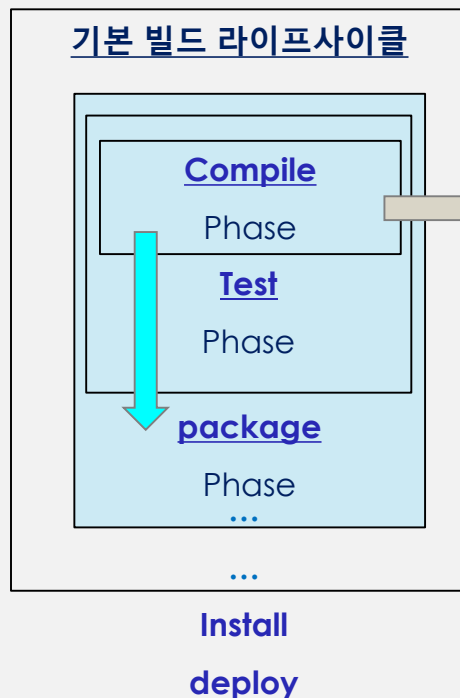 기본 빌드 라이프사이클
Compile
Phase
Test
Phase
package
Phase
...
...
Install
deploy